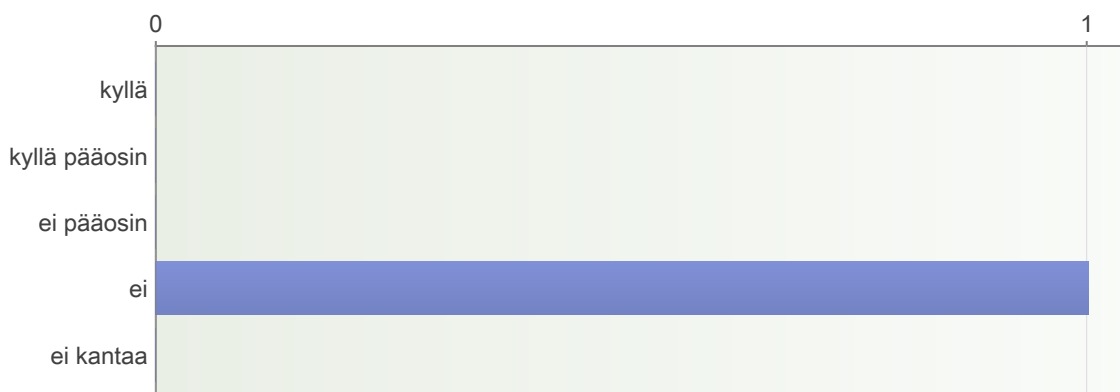 0 1
kyllä
kyllä pääosin
ei pääosin
ei
ei kantaa